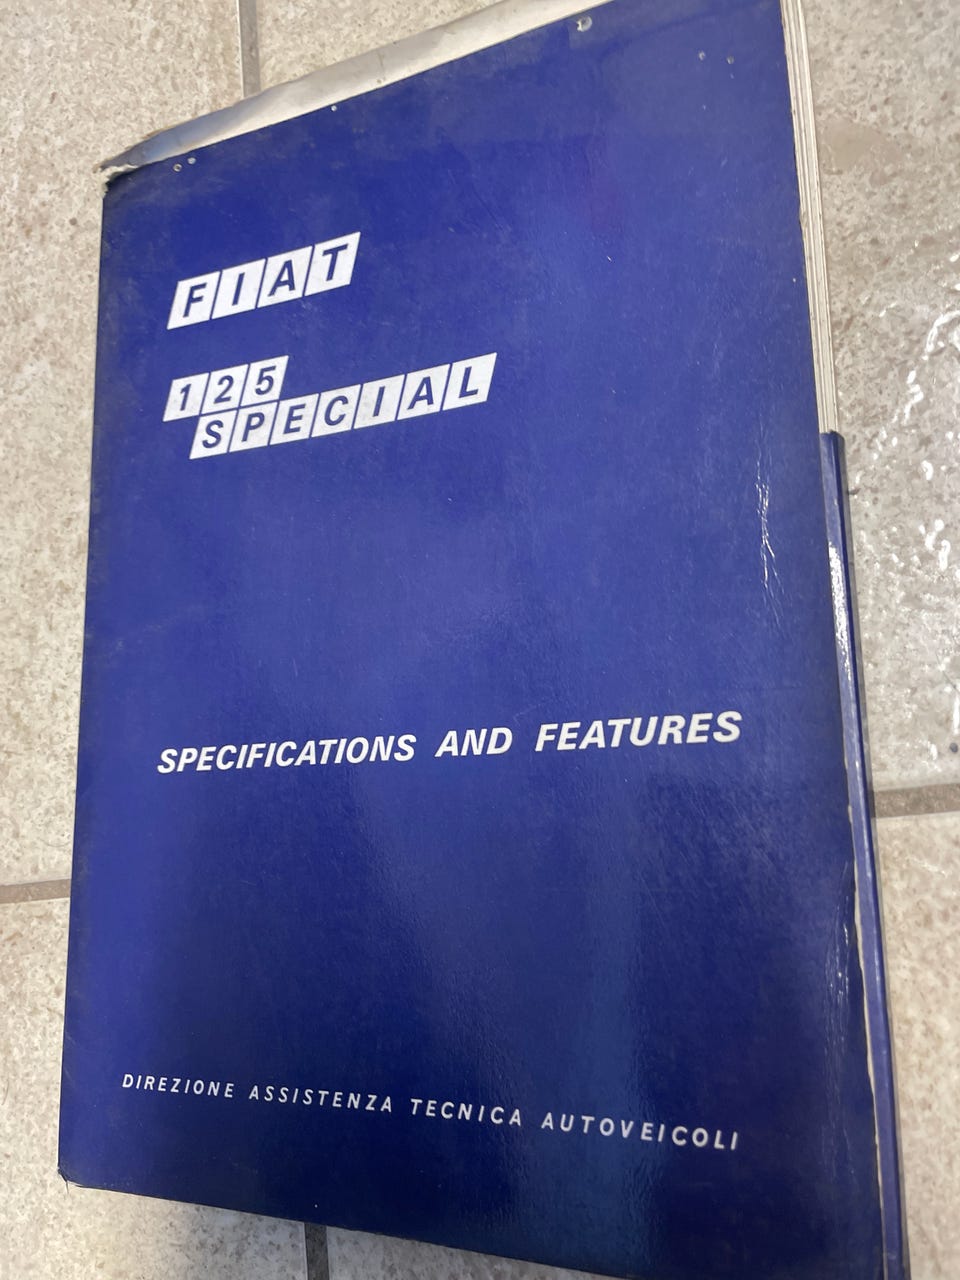 FIAT
125
SPECIAL
SPECIFICATIONS AND FEATURES
DIREZIONE ASSISTENZA TECNICA AUTOVEICOLI